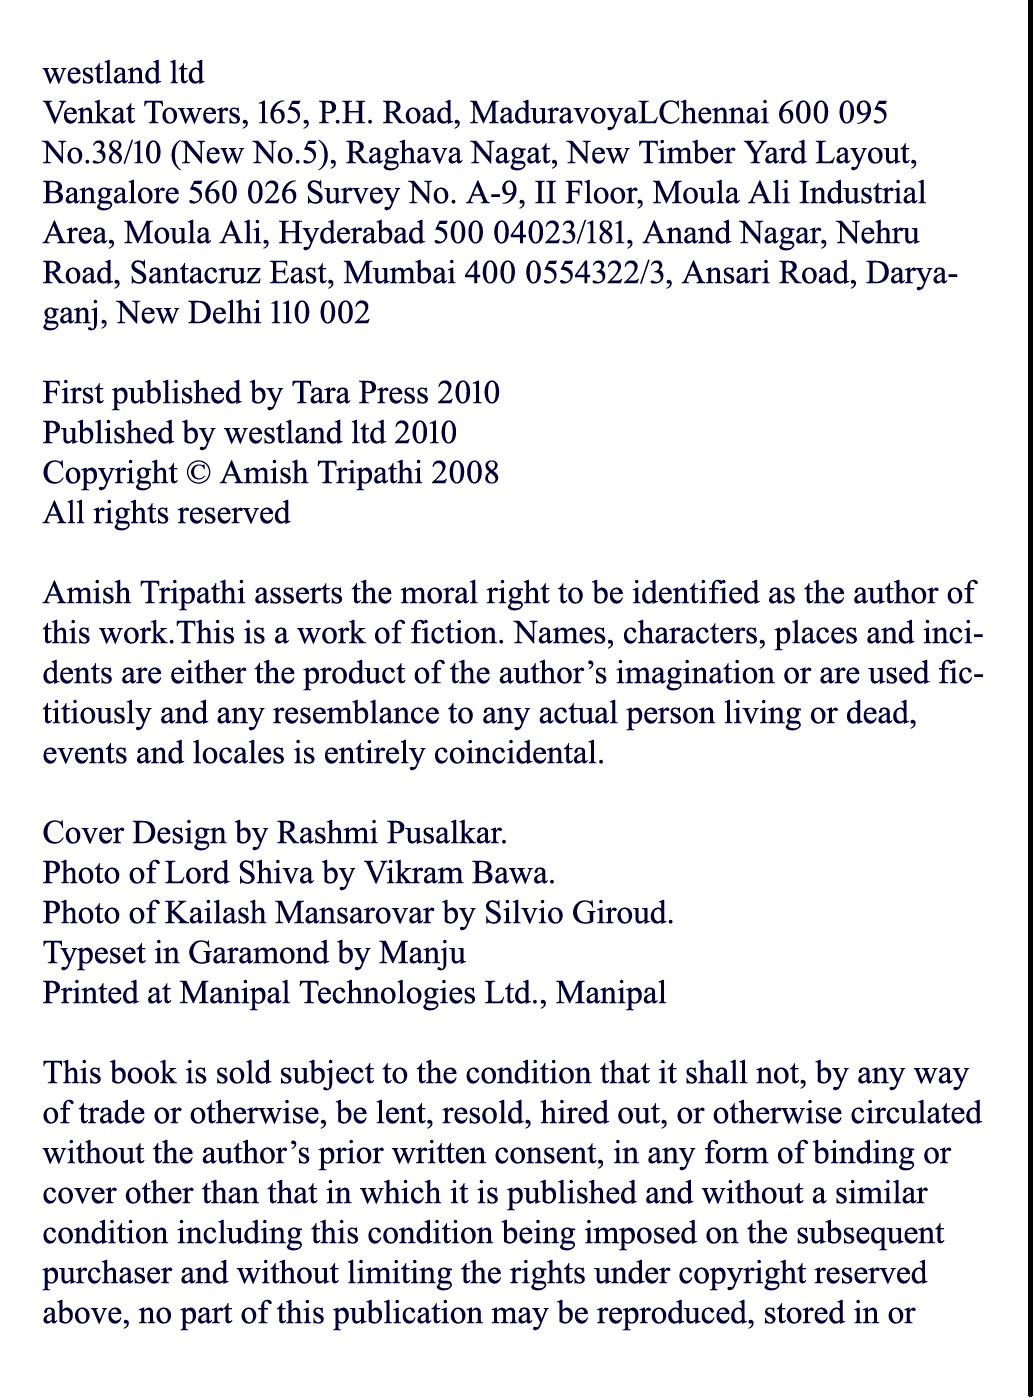 westland ltd
Venkat Towers, 165, P.H. Road, MaduravoyaLChennai 600 095
No.38/10 (New No.5), Raghava Nagat, New Timber Yard Layout,
Bangalore 560 026 Survey No. A-9, II Floor, Moula Ali Industrial
Area, Moula Ali, Hyderabad 500 04023/181, Anand Nagar, Nehru
Road, Santacruz East, Mumbai 400 0554322/3, Ansari Road, Darya-
ganj, New Delhi 110 002
First published by Tara Press 2010
Published by westland ltd 2010
Copyright © Amish Tripathi 2008
All rights reserved
Amish Tripathi asserts the moral right to be identified as the author of
this work.This is a work of fiction. Names, characters, places and inci-
dents are either the product of the author’s imagination or are used fic-
titiously and any resemblance to any actual person living or dead,
events and locales is entirely coincidental.
Cover Design by Rashmi Pusalkar.
Photo of Lord Shiva by Vikram Bawa.
Photo of Kailash Mansarovar by Silvio Giroud.
Typeset in Garamond by Manju
Printed at Manipal Technologies Ltd., Manipal
This book is sold subject to the condition that it shall not, by any way
of trade or otherwise, be lent, resold, hired out, or otherwise circulated
without the author’s prior written consent, in any form of binding or
cover other than that in which it is published and without a similar
condition including this condition being imposed on the subsequent
purchaser and without limiting the rights under copyright reserved
above, no part of this publication may be reproduced, stored in or